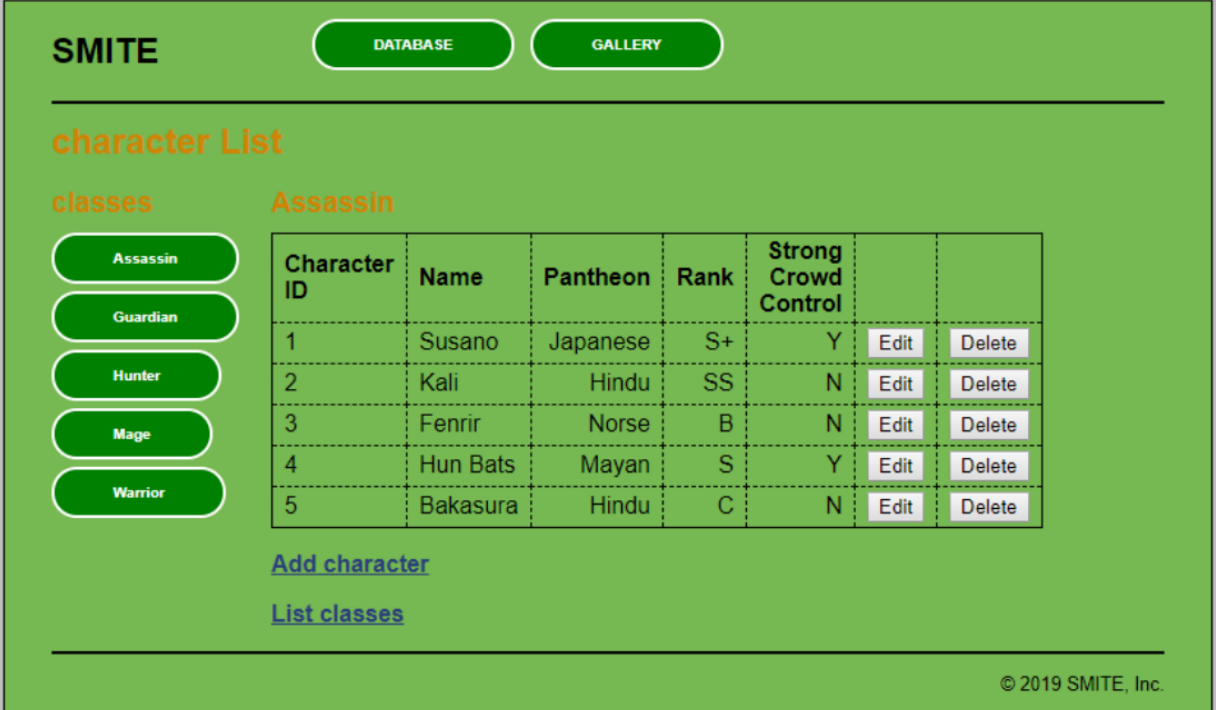 SMITE
DATABASE
GALLERY
character List
classes
Assassin
Guardian
Hunter
Mage
Warrior
Assassin
Character ID Name Pantheon Rank Strong Crowd Control
1 Susano Japanese S+ Y Edit Delete
2 Kali Hindu SS N Edit Delete
3 Fenrir Norse B N Edit Delete
4 Hun Bats Mayan S Y Edit Delete
5 Bakasura Hindu C N Edit Delete
Add character
List classes
© 2019 SMITE, Inc.